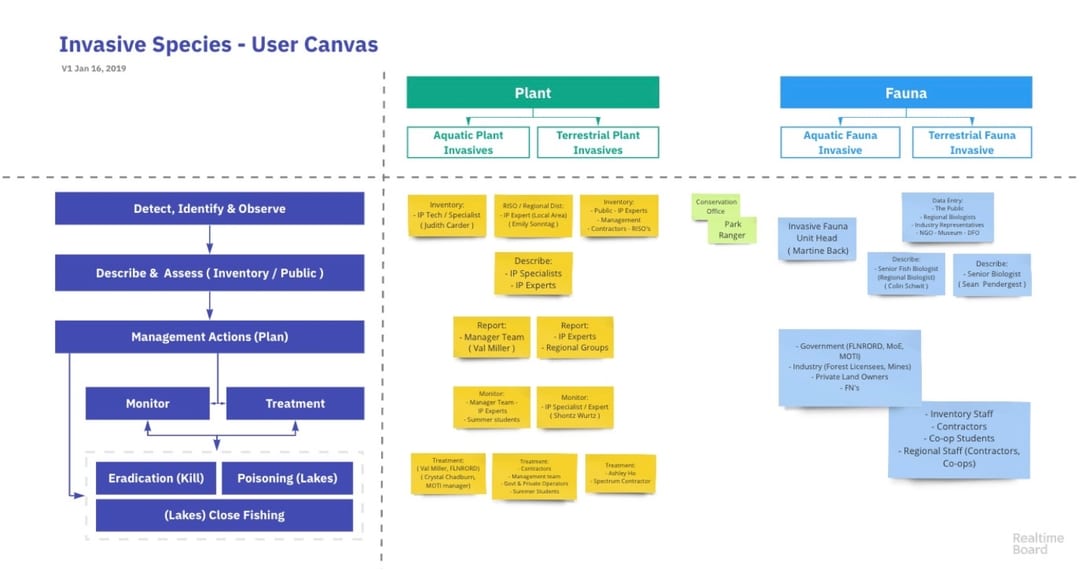 Invasive Species - User Canvas
V1 Jan 16, 2019
Plant
Aquatic Plant
Invasives
Terrestrial Plant
Invasives
Fauna
Aquatic Fauna
Invasive
Terrestrial Fauna
Invasive
Detect, Identify & Observe
Describe & Assess ( Inventory / Public )
Management Actions (Plan)
Monitor
Treatment
Eradication (Kill)
Poisoning (Lakes)
(Lakes) Close Fishing
Inventory:
- IP Tech / Specialist
( Judith Carder )
RISO / Regional Dist:
- IP Expert (Local Area)
( Emily Sonntag )
Inventory:
- Public - IP Experts
- Management
- Contractors - RISO's
Describe:
- IP Specialists
- IP Experts
Report:
- Manager Team
( Val Miller )
Report:
- IP Experts
- Regional Groups
Monitor:
- Manager Team -
IP Experts
- Summer students
Monitor:
- IP Specialist / Expert
( Shontz Wurtz )
Treatment:
( Val Miller, FLNRORD)
( Crystal Chadburn,
MOTI manager)
Treatment:
- Contractors
- Management team
- Govt & Private Operators
- Summer Students
Treatment:
- Ashley Ho
- Spectrum Contractor
Conservation
Office
Park
Ranger
Invasive Fauna
Unit Head
( Martine Back)
Data Entry:
- The Public
- Regional Biologists
- Industry Representatives
- NGO - Museum - DFO
Describe:
- Senior Fish Biologist
(Regional Biologist)
( Colin Schwit )
Describe:
- Senior Biologist
( Sean Pendergest )
- Government (FLNRORD, MoE,
MOTI)
- Industry (Forest Licensees, Mines)
- Private Land Owners
- FN's
- Inventory Staff
- Contractors
- Co-op Students
- Regional Staff (Contractors,
Co-ops)
Realtime
Board